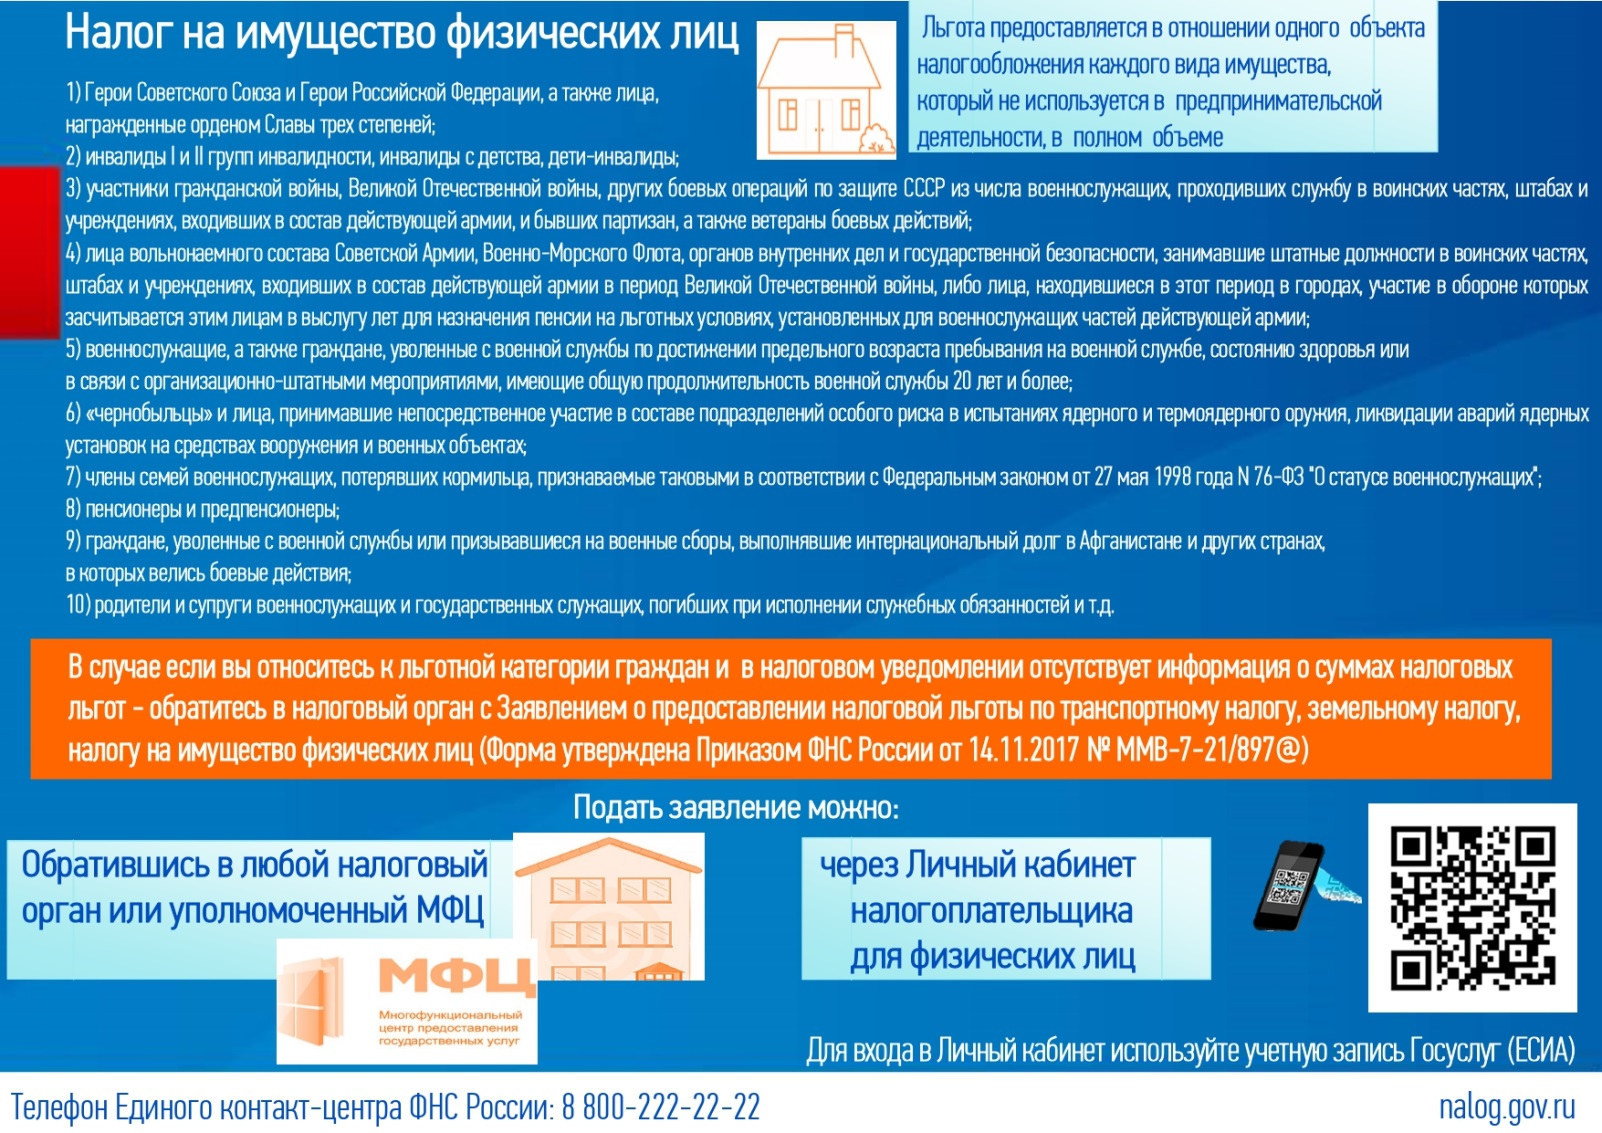 Налог на имущество физических лиц
Льгота предоставляется в отношении одного объекта
налогообложения каждого вида имущества,
который не используется в предпринимательской
деятельности, в полном объеме
1) Герои Советского Союза и Герои Российской Федерации, а также лица,
награжденные орденом Славы трех степеней;
2) инвалиды I и II групп инвалидности, инвалиды с детства, дети-инвалиды;
3) участники гражданской войны, Великой Отечественной войны, других боевых операций по защите СССР из числа военнослужащих, проходивших службу в воинских частях, штабах и
учреждениях, входивших в состав действующей армии, и бывших партизан, а также ветераны боевых действий;
4) лица вольнонаемного состава Советской Армии, Военно-Морского Флота, органов внутренних дел и государственной безопасности, занимавшие штатные должности в воинских частях,
штабах и учреждениях, входивших в состав действующей армии в период Великой Отечественной войны, либо лица, находившиеся в этот период в городах, участие в обороне которых
засчитывается этим лицам в выслугу лет для назначения пенсии на льготных условиях, установленных для военнослужащих частей действующей армии;
5) военнослужащие, а также граждане, уволенные с военной службы по достижении предельного возраста пребывания на военной службе, состоянию здоровья или
в связи с организационно-штатными мероприятиями, имеющие общую продолжительность военной службы 20 лет и более;
6) «чернобыльцы» и лица, принимавшие непосредственное участие в составе подразделений особого риска в испытаниях ядерного и термоядерного оружия, ликвидации аварий ядерных
установок на средствах вооружения и военных объектах;
7) члены семей военнослужащих, потерявших кормильца, признаваемые таковыми в соответствии с Федеральным законом от 27 мая 1998 года N 76-ФЗ "О статусе военнослужащих";
8) пенсионеры и предпенсионеры;
9) граждане, уволенные с военной службы или призывавшиеся на военные сборы, выполнявшие интернациональный долг в Афганистане и других странах,
в которых велись боевые действия;
10) родители и супруги военнослужащих и государственных служащих, погибших при исполнении служебных обязанностей и т.д.
В случае если вы относитесь к льготной категории граждан и в налоговом уведомлении отсутствует информация о суммах налоговых
льгот - обратитесь в налоговый орган с Заявлением о предоставлении налоговой льготы по транспортному налогу, земельному налогу,
налогу на имущество физических лиц (Форма утверждена Приказом ФНС России от 14.11.2017 № ММВ-7-21/897@)
Подать заявление можно:
Обратившись в любой налоговый
орган или уполномоченный МФЦ
МФЦ
Многофункциональный
центр предоставления
государственных услуг
через Личный кабинет
налогоплательщика
для физических лиц
Для входа в Личный кабинет используйте учетную запись Госуслуг (ЕСИА)
Телефон Единого контакт-центра ФНС России: 8 800-222-22-22
nalog.gov.ru